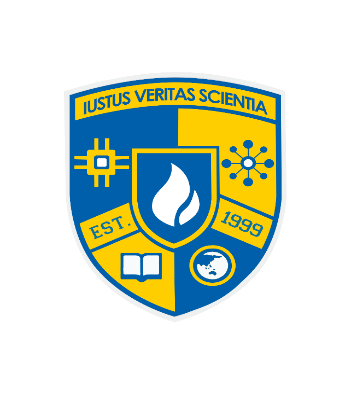 IUSTUS VERITAS SCIENTIA
EST. 1999